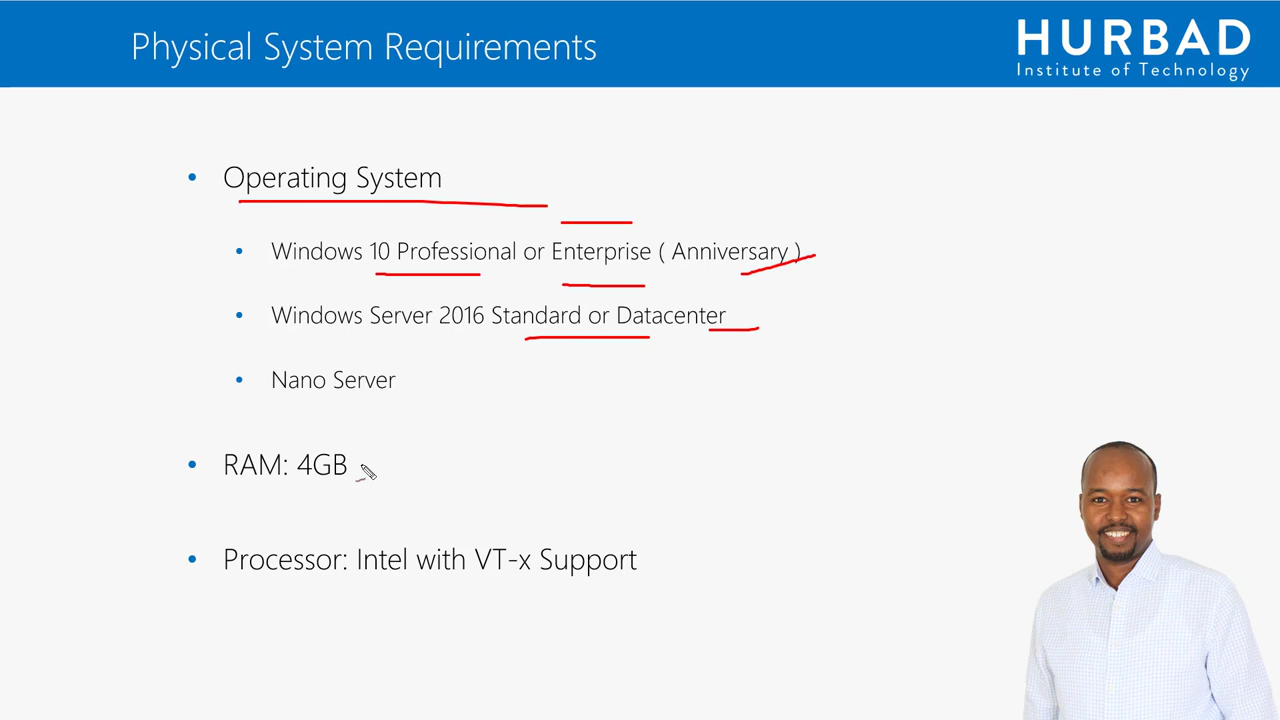 Physical System Requirements
HURBAD
Institute of Technology
• Operating System
• Windows 10 Professional or Enterprise ( Anniversary )
• Windows Server 2016 Standard or Datacenter
• Nano Server
• RAM: 4GB
• Processor: Intel with VT-x Support